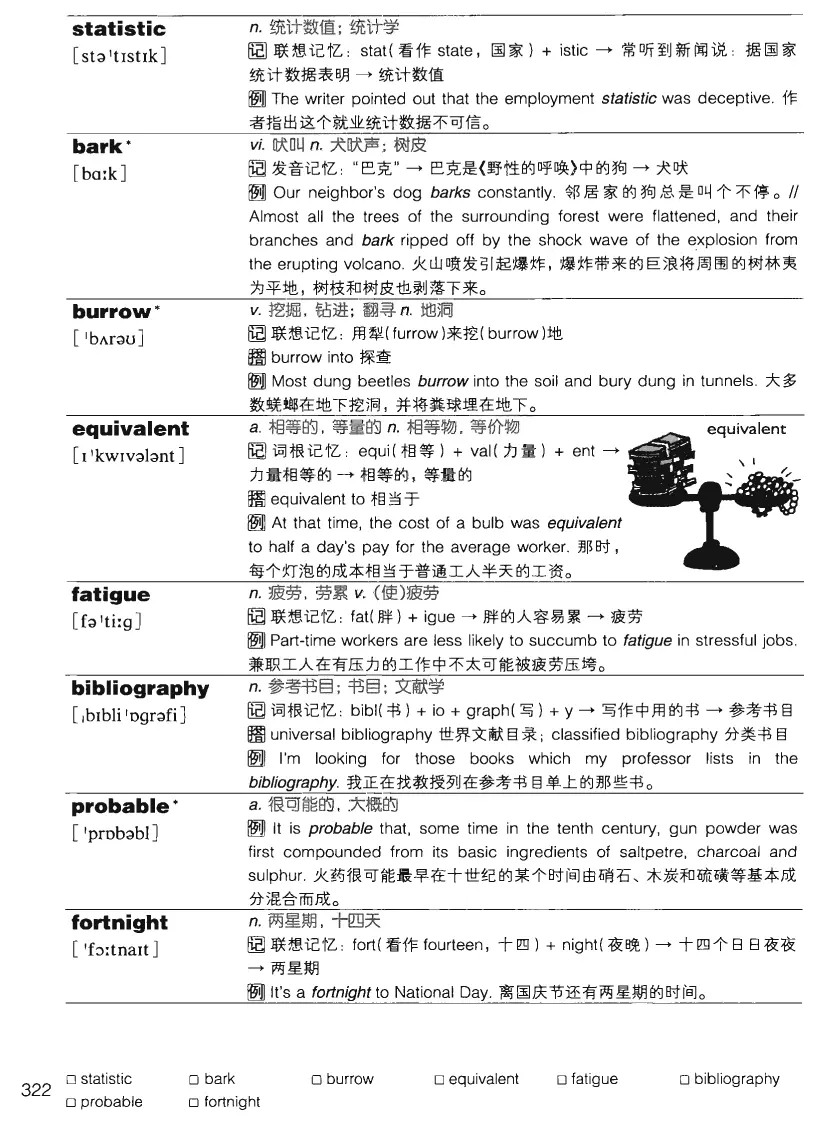 statistic n. 统计数值；统计学
[stə'tɪstɪk] 记 联想记忆：stat(看作 state，国家) + istic → 常听到新闻说：据国家
统计数据表明 → 统计数值
例 The writer pointed out that the employment statistic was deceptive. 作
者指出这个就业统计数据不可信。
bark* vi. 吠叫 n. 犬吠声；树皮
[bɑːk] 记 发音记忆：“巴克” → 巴克是《野性的呼唤》中的狗 → 犬吠
例 Our neighbor's dog barks constantly. 邻居家的狗总是叫个不停。//
Almost all the trees of the surrounding forest were flattened, and their
branches and bark ripped off by the shock wave of the explosion from
the erupting volcano. 火山喷发引起爆炸，爆炸带来的巨浪将周围的树林夷
为平地，树枝和树皮也剥落下来。
burrow* v. 挖掘，钻进；翻寻 n. 地洞
['bʌrəʊ] 记 联想记忆：用犁(furrow)来挖(burrow)地
搭 burrow into 探查
例 Most dung beetles burrow into the soil and bury dung in tunnels. 大多
数蜣螂在地下挖洞，并将粪球埋在地下。
equivalent a. 相等的，等量的 n. 相等物，等价物
equivalent
[ɪ'kwɪvələnt] 记 词根记忆：equi(相等) + val(力量) + ent →
力量相等的 → 相等的，等量的
搭 equivalent to 相当于
例 At that time, the cost of a bulb was equivalent
to half a day's pay for the average worker. 那时，
每个灯泡的成本相当于普通工人半天的工资。
fatigue n. 疲劳，劳累 v. (使)疲劳
[fə'tiːg] 记 联想记忆：fat(胖) + igue → 胖的人容易累 → 疲劳
例 Part-time workers are less likely to succumb to fatigue in stressful jobs.
兼职工人在有压力的工作中不太可能被疲劳压垮。
bibliography n. 参考书目；书目；文献学
[ˌbɪbli'ɒgrəfi] 记 词根记忆：bibl(书) + io + graph(写) + y → 写作中用的书 → 参考书目
搭 universal bibliography 世界文献目录；classified bibliography 分类书目
例 I'm looking for those books which my professor lists in the
bibliography. 我正在找教授列在参考书目单上的那些书。
probable* a. 很可能的，大概的
['prɒbəbl] 例 It is probable that, some time in the tenth century, gun powder was
first compounded from its basic ingredients of saltpetre, charcoal and
sulphur. 火药很可能最早在十世纪的某个时间由硝石、木炭和硫磺等基本成
分混合而成。
fortnight n. 两星期，十四天
['fɔːtnaɪt] 记 联想记忆：fort(看作 fourteen，十四) + night(夜晚) → 十四个日日夜夜
→ 两星期
例 It's a fortnight to National Day. 离国庆节还有两星期的时间。
322
□ statistic □ bark □ burrow □ equivalent □ fatigue □ bibliography
□ probable □ fortnight